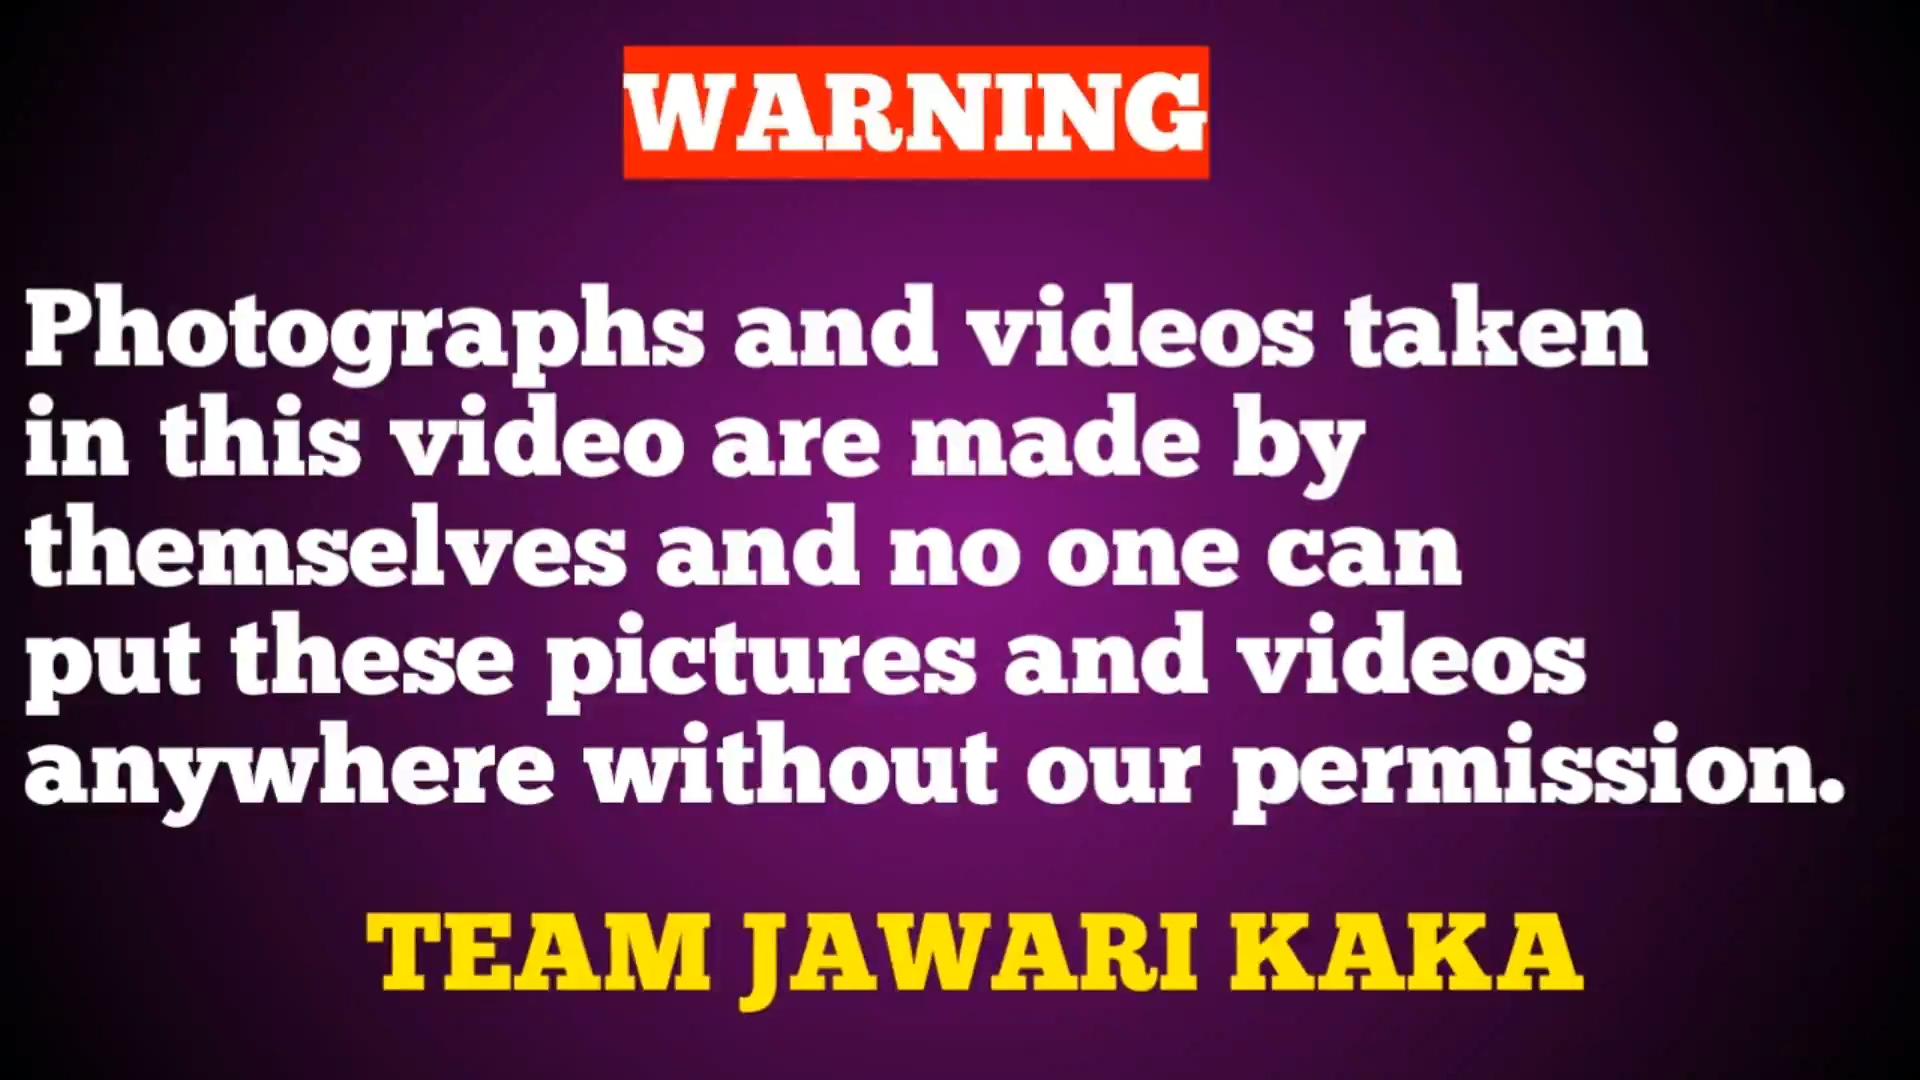 WARNING
Photographs and videos taken
in this video are made by
themselves and no one can
put these pictures and videos
anywhere without our permission.
TEAM JAWARI KAKA